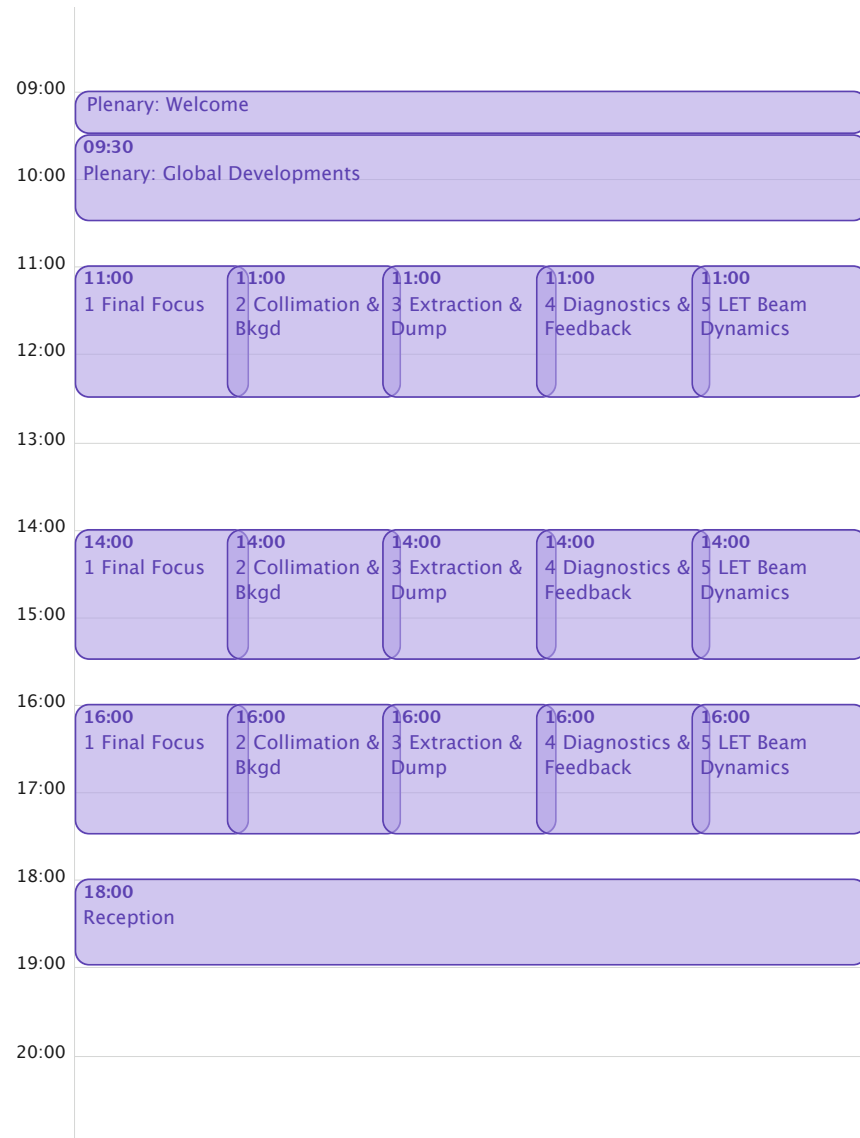 09:00
Plenary: Welcome
09:30
10:00
Plenary: Global Developments
11:00
11:00
1 Final Focus
11:00
2 Collimation &
Bkgd
11:00
3 Extraction &
Dump
11:00
4 Diagnostics &
Feedback
11:00
5 LET Beam
Dynamics
12:00
13:00
14:00
14:00
1 Final Focus
14:00
2 Collimation &
Bkgd
14:00
3 Extraction &
Dump
14:00
4 Diagnostics &
Feedback
14:00
5 LET Beam
Dynamics
15:00
16:00
16:00
1 Final Focus
16:00
2 Collimation &
Bkgd
16:00
3 Extraction &
Dump
16:00
4 Diagnostics &
Feedback
16:00
5 LET Beam
Dynamics
17:00
18:00
18:00
Reception
19:00
20:00